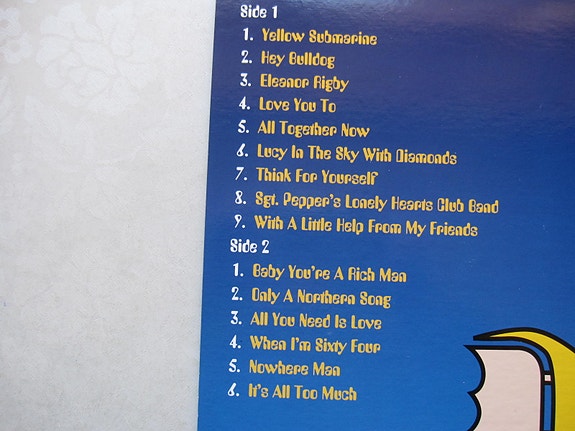 Side 1
1. Yellow Submarine
2. Hey Bulldog
3. Eleanor Rigby
4. Love You To
5. All Together Now
6. Lucy In The Sky With Diamonds
7. Think For Yourself
8. Sgt. Pepper's Lonely Hearts Club Band
9. With A Little Help From My Friends
Side 2
1. Baby You're A Rich Man
2. Only A Northern Song
3. All You Need Is Love
4. When I'm Sixty Four
5. Nowhere Man
6. It's All Too Much